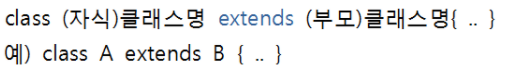 class (자식)클래스명 extends (부모)클래스명{ .. }
예) class A extends B { .. }